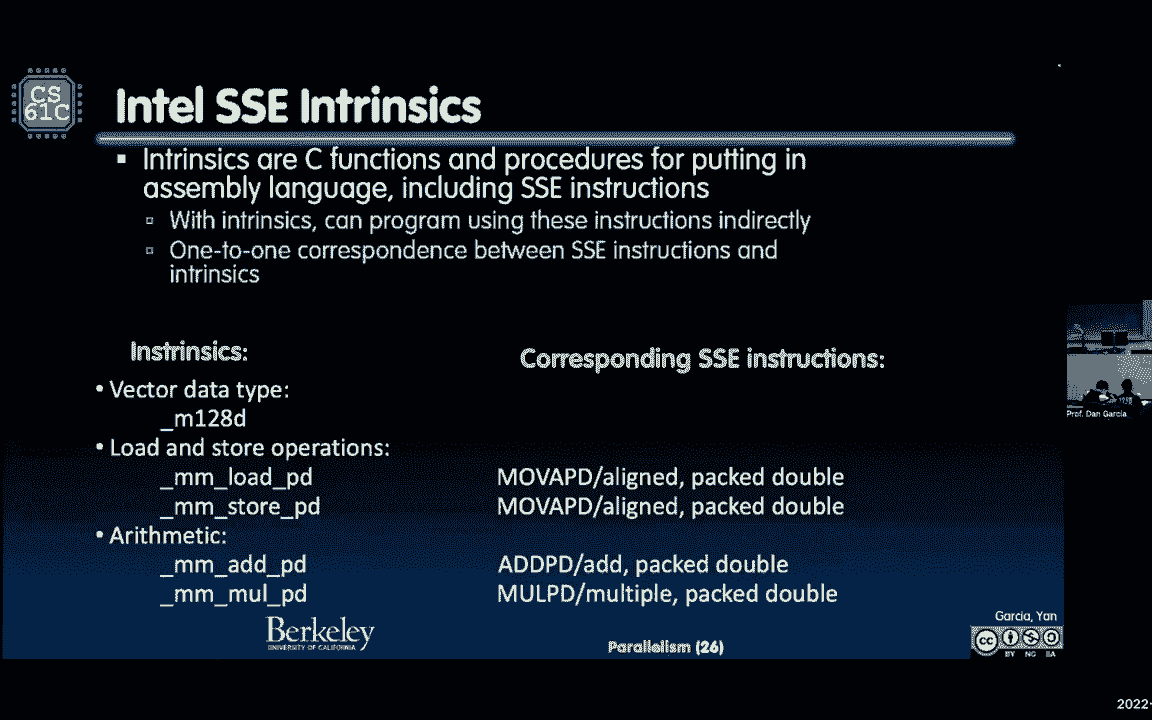 CS
61C
Intel SSE Intrinsics
Intrinsics are C functions and procedures for putting in
assembly language, including SSE instructions
With intrinsics, can program using these instructions indirectly
One-to-one correspondence between SSE instructions and
intrinsics
Instrinsics:
Corresponding SSE instructions:
• Vector data type:
_m128d
• Load and store operations:
_mm_load_pd MOVAPD/aligned, packed double
_mm_store_pd MOVAPD/aligned, packed double
• Arithmetic:
_mm_add_pd ADDPD/add, packed double
_mm_mul_pd MULPD/multiple, packed double
Berkeley
UNIVERSITY OF CALIFORNIA
Parallelism (26)
Garcia, Yan
cc
BY NC SA
Prof. Dan Garcia
2022-